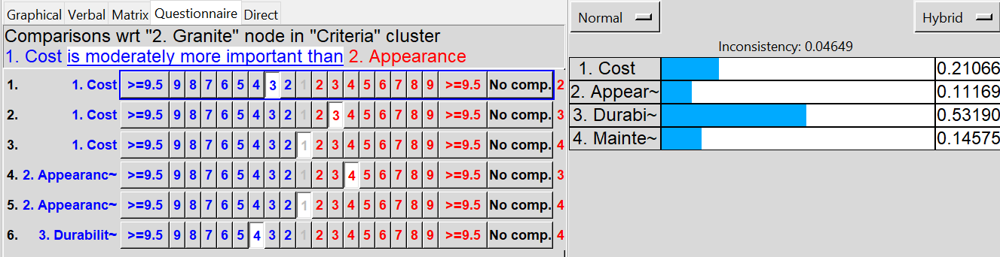 Graphical Verbal Matrix Questionnaire Direct
Comparisons wrt "2. Granite" node in "Criteria" cluster
1. Cost is moderately more important than 2. Appearance
1. 1. Cost >=9.5 9 8 7 6 5 4 3 2 1 2 3 4 5 6 7 8 9 >=9.5 No comp. 2
2. 1. Cost >=9.5 9 8 7 6 5 4 3 2 1 2 3 4 5 6 7 8 9 >=9.5 No comp. 3
3. 1. Cost >=9.5 9 8 7 6 5 4 3 2 1 2 3 4 5 6 7 8 9 >=9.5 No comp. 4
4. 2. Appearanc~ >=9.5 9 8 7 6 5 4 3 2 1 2 3 4 5 6 7 8 9 >=9.5 No comp. 3
5. 2. Appearanc~ >=9.5 9 8 7 6 5 4 3 2 1 2 3 4 5 6 7 8 9 >=9.5 No comp. 4
6. 3. Durabilit~ >=9.5 9 8 7 6 5 4 3 2 1 2 3 4 5 6 7 8 9 >=9.5 No comp. 4
Normal Hybrid
Inconsistency: 0.04649
1. Cost 0.21066
2. Appear~ 0.11169
3. Durabi~ 0.53190
4. Mainte~ 0.14575